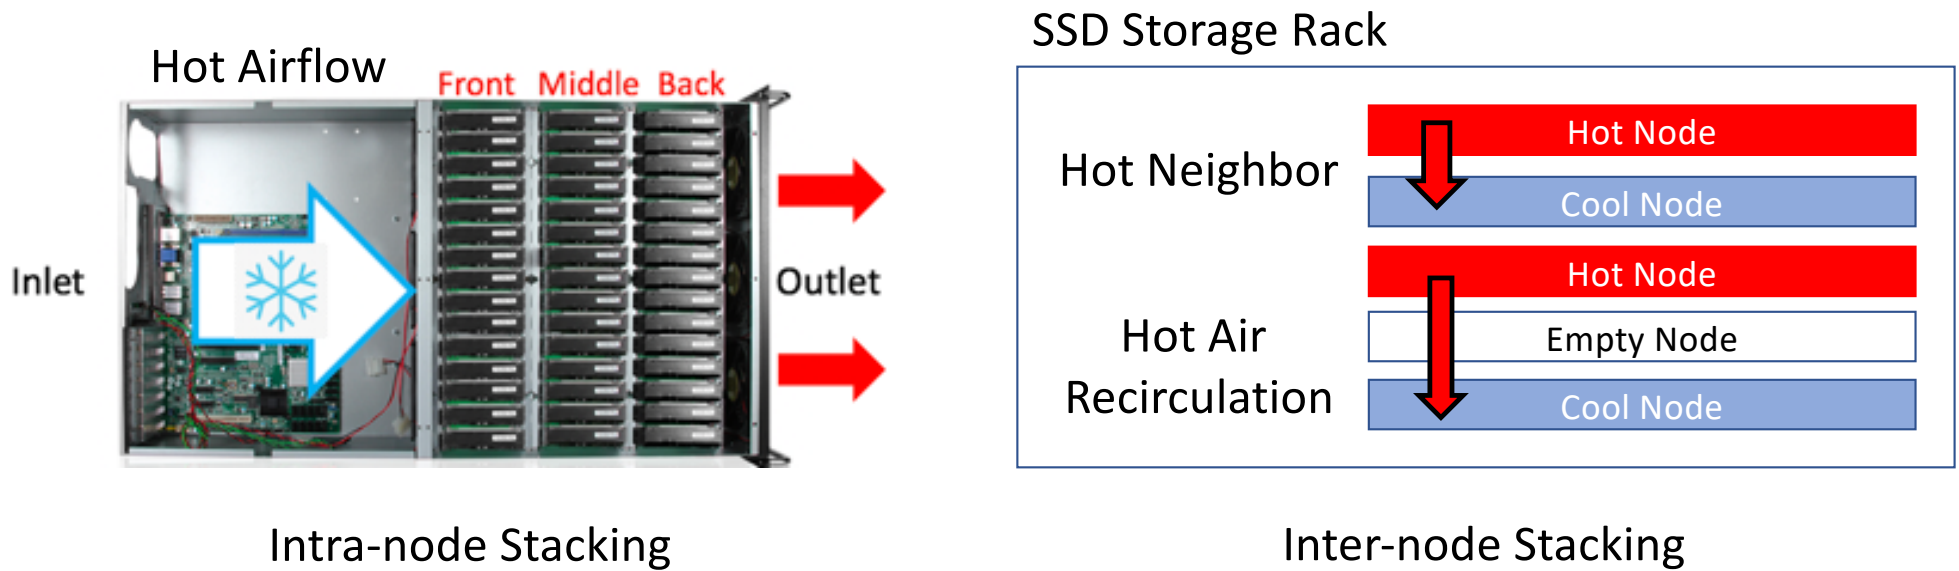 Hot Airflow
Front Middle Back
Inlet
Outlet
Intra-node Stacking
SSD Storage Rack
Hot Neighbor
Hot Node
Cool Node
Hot Air
Recirculation
Hot Node
Empty Node
Cool Node
Inter-node Stacking